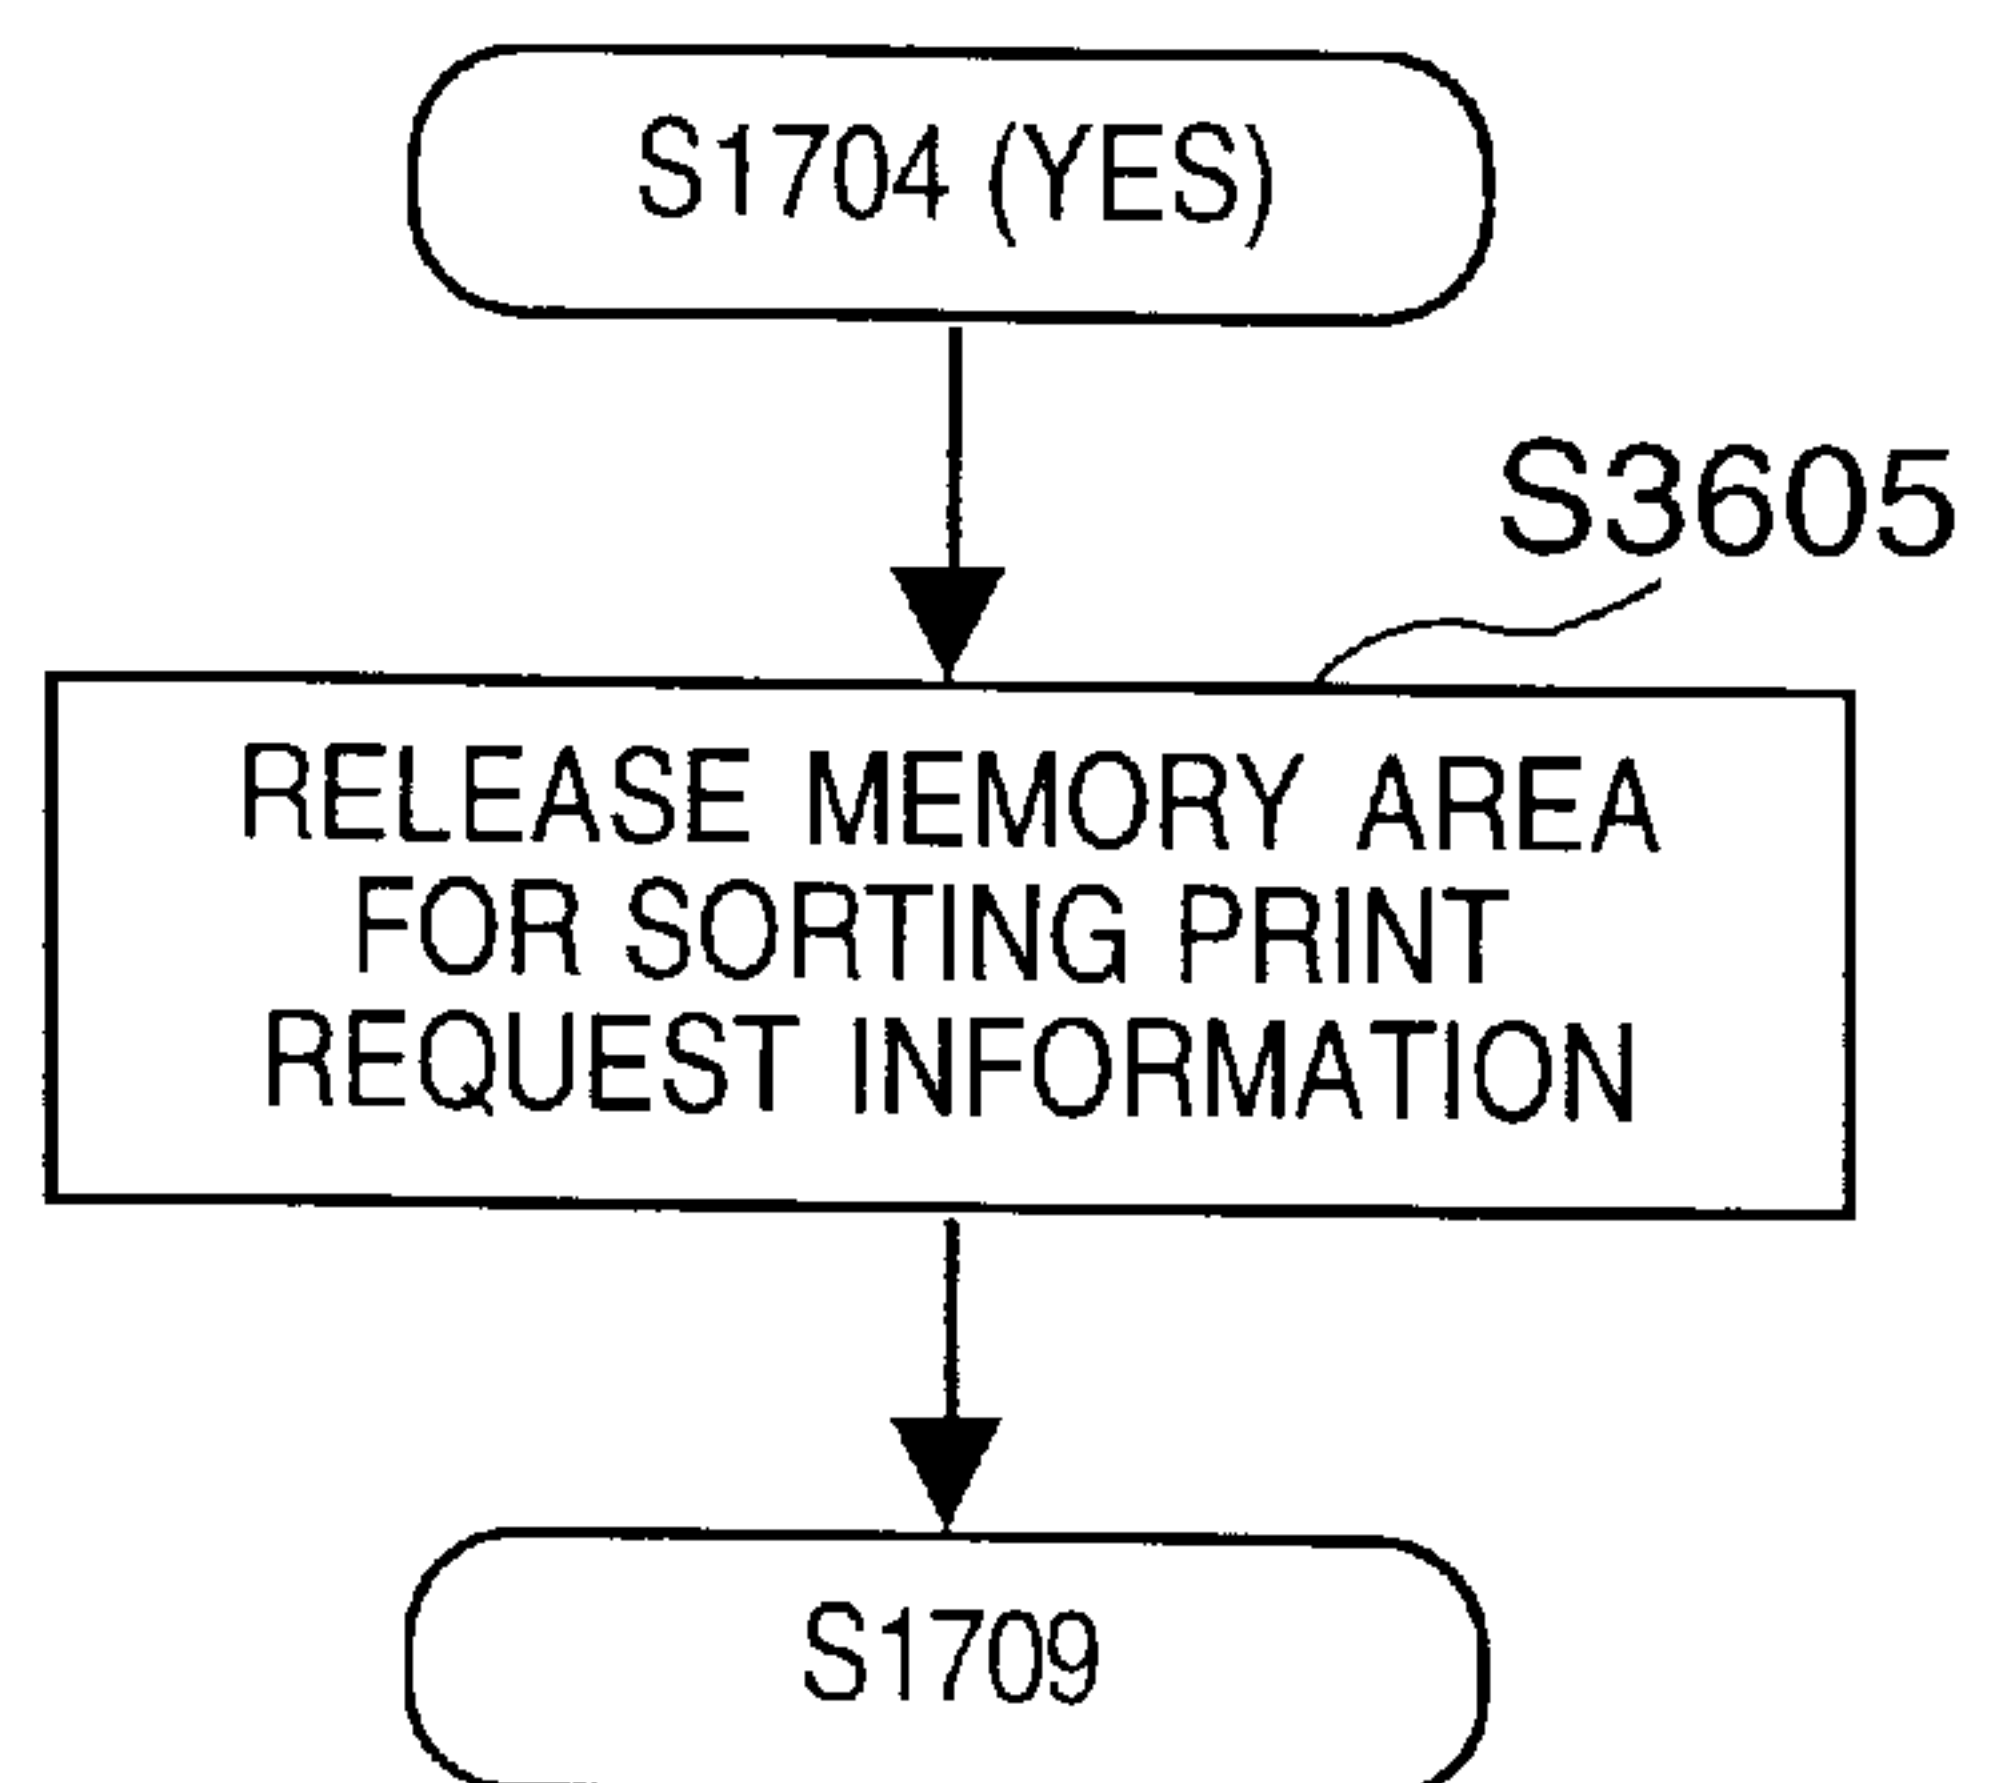 S1704 (YES)
S3605
RELEASE MEMORY AREA
FOR SORTING PRINT
REQUEST INFORMATION
S1709